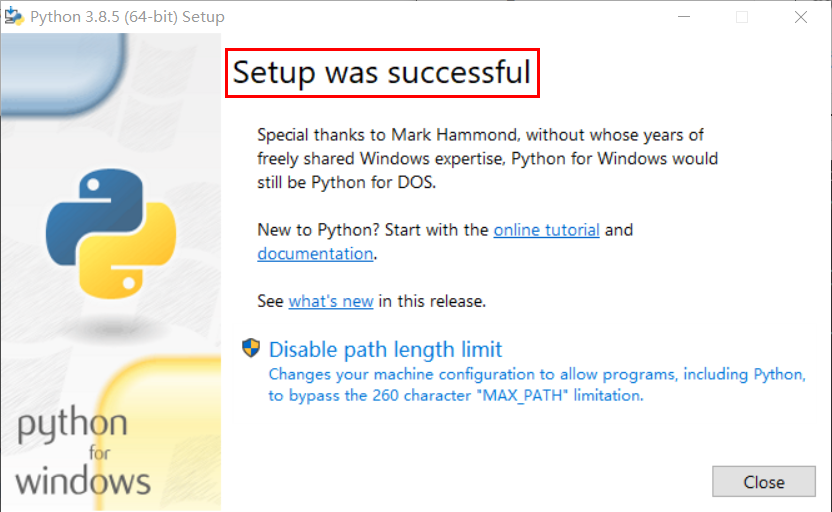 Python 3.8.5 (64-bit) Setup
Setup was successful
Special thanks to Mark Hammond, without whose years of
freely shared Windows expertise, Python for Windows would
still be Python for DOS.
New to Python? Start with the online tutorial and
documentation.
See what's new in this release.
Disable path length limit
Changes your machine configuration to allow programs, including Python,
to bypass the 260 character "MAX_PATH" limitation.
python
for
windows
Close